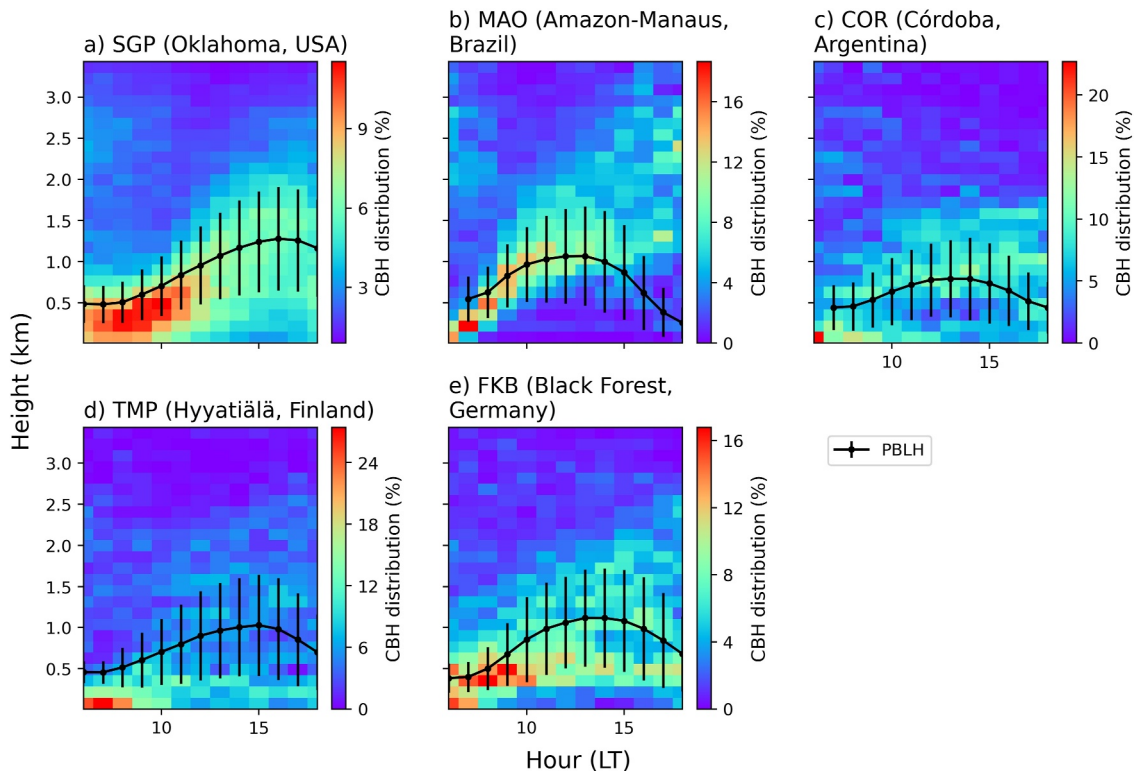 a) SGP (Oklahoma, USA)
b) MAO (Amazon-Manaus,
Brazil)
c) COR (Córdoba,
Argentina)
3.0
2.5
2.0
1.5
1.0
0.5
9
6
3
CBH distribution (%)
16
12
8
4
0
CBH distribution (%)
20
15
10
5
0
CBH distribution (%)
10
15
Height (km)
d) TMP (Hyyatiälä, Finland)
e) FKB (Black Forest,
Germany)
3.0
2.5
2.0
1.5
1.0
0.5
10
15
24
18
12
6
0
CBH distribution (%)
10
15
16
12
8
4
0
CBH distribution (%)
PBLH
Hour (LT)